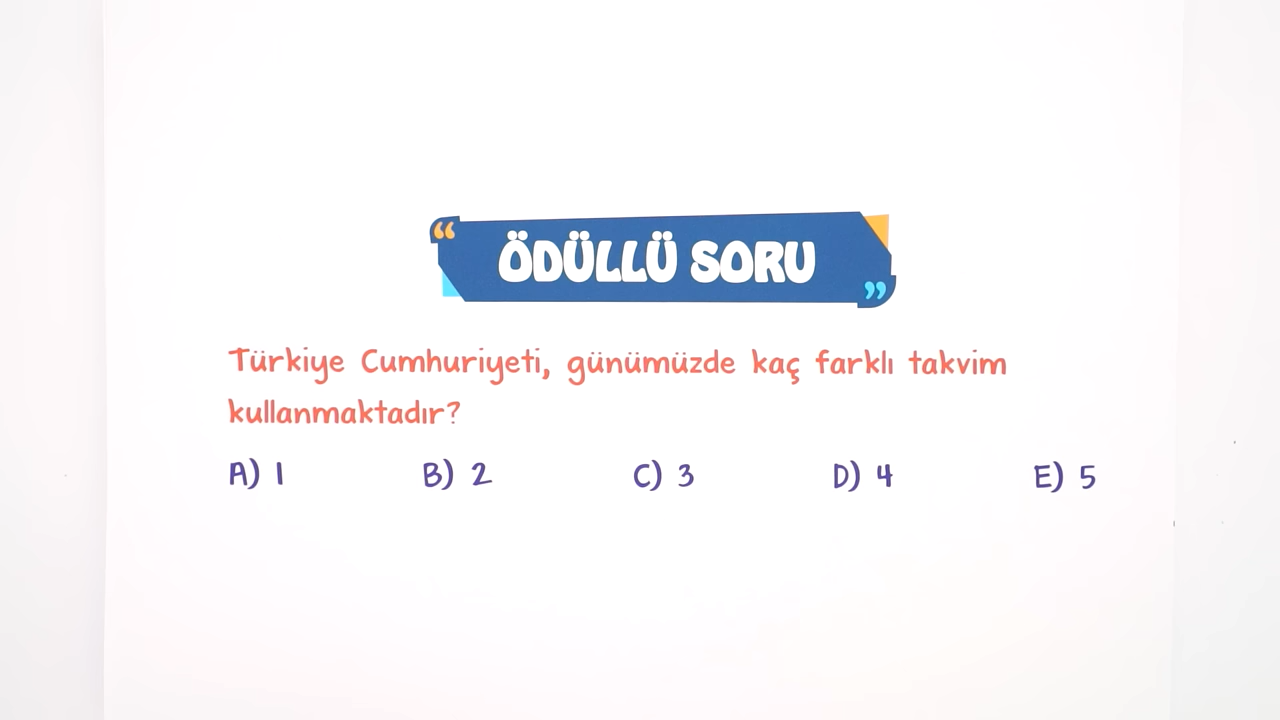 “ ÖDÜLLÜ SORU ”
Türkiye Cumhuriyeti, günümüzde kaç farklı takvim
kullanmaktadır?
A) 1 B) 2 C) 3 D) 4 E) 5